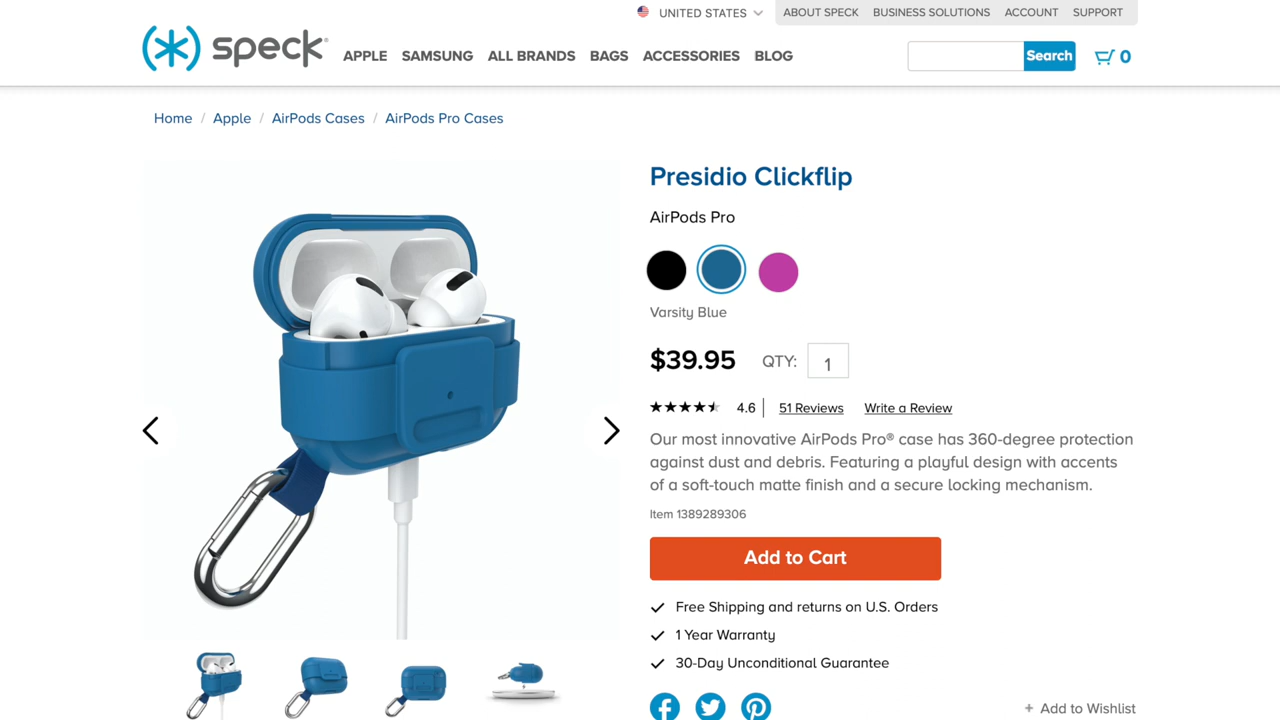 UNITED STATES
ABOUT SPECK BUSINESS SOLUTIONS ACCOUNT SUPPORT
speck®
APPLE SAMSUNG ALL BRANDS BAGS ACCESSORIES BLOG
Search
0
Home / Apple / AirPods Cases / AirPods Pro Cases
Presidio Clickflip
AirPods Pro
Varsity Blue
$39.95 QTY: 1
4.6 51 Reviews Write a Review
Our most innovative AirPods Pro® case has 360-degree protection
against dust and debris. Featuring a playful design with accents
of a soft-touch matte finish and a secure locking mechanism.
Item 1389289306
Add to Cart
Free Shipping and returns on U.S. Orders
1 Year Warranty
30-Day Unconditional Guarantee
+ Add to Wishlist